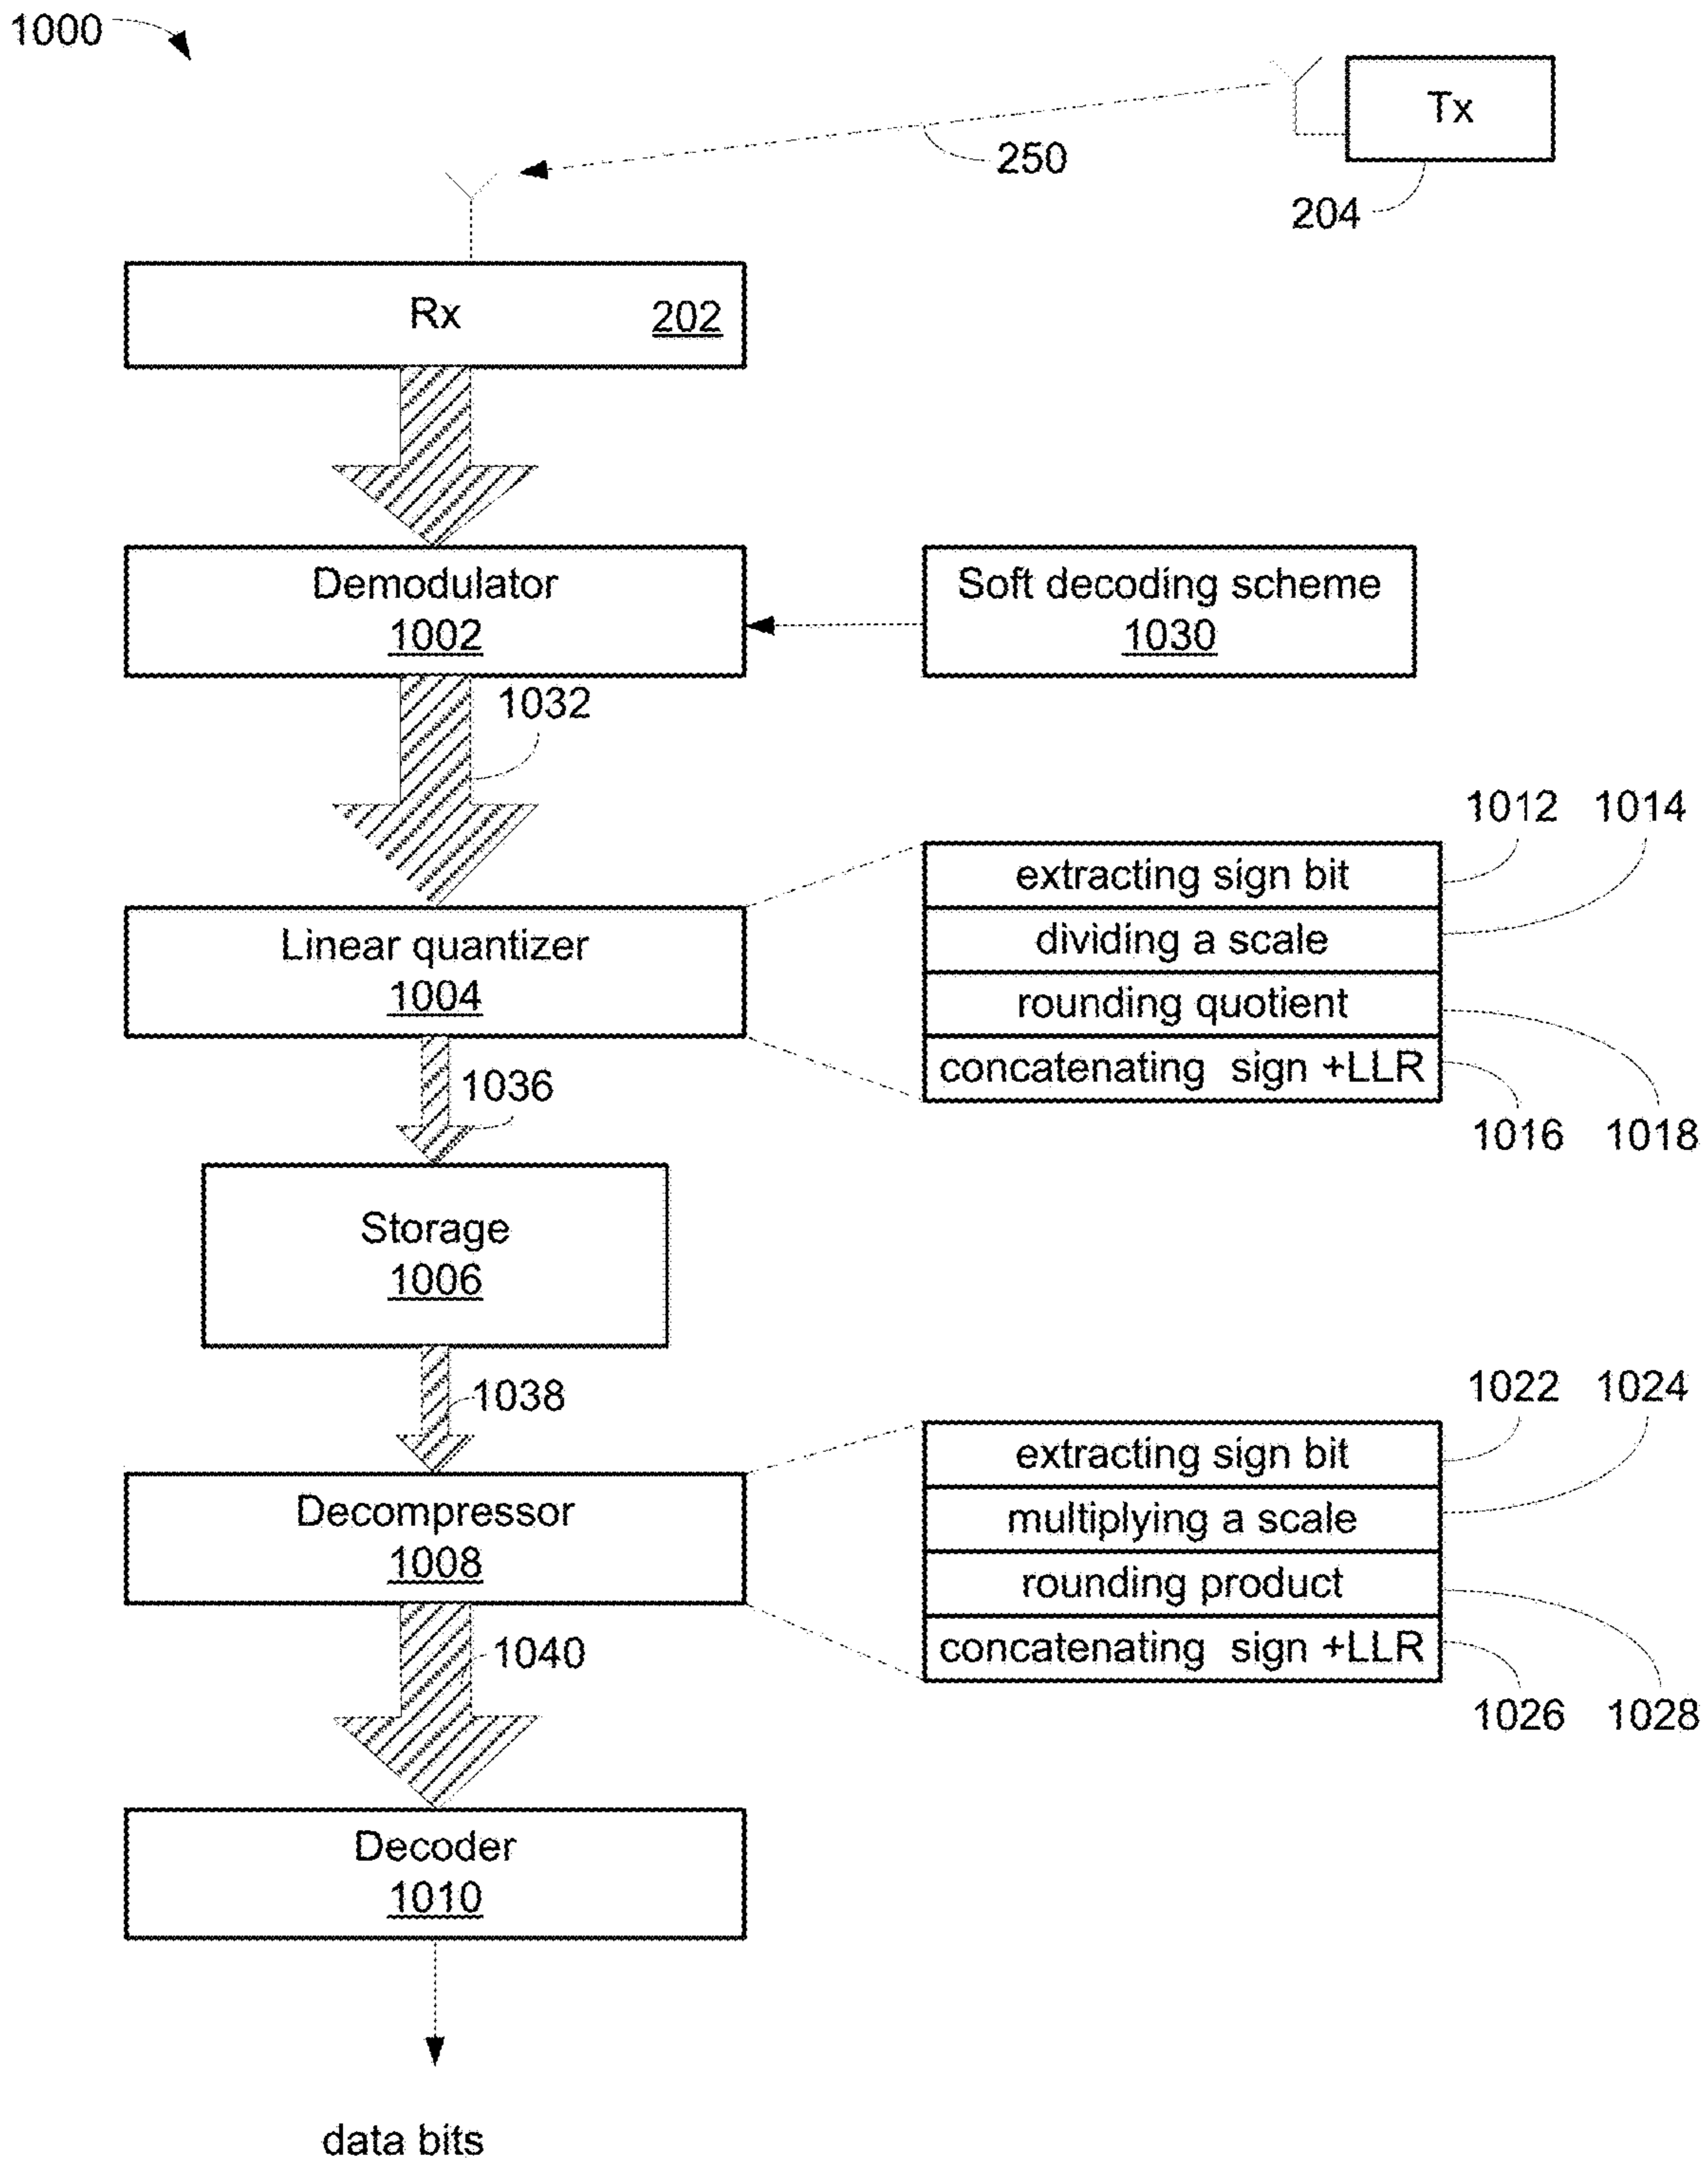 1000
Tx
250
204
Rx 202
Demodulator
1002
Soft decoding scheme
1030
1032
1012 1014
extracting sign bit
dividing a scale
rounding quotient
concatenating sign +LLR
Linear quantizer
1004
1036
1016 1018
Storage
1006
1038
1022 1024
extracting sign bit
multiplying a scale
rounding product
concatenating sign +LLR
Decompressor
1008
1040
1026 1028
Decoder
1010
data bits